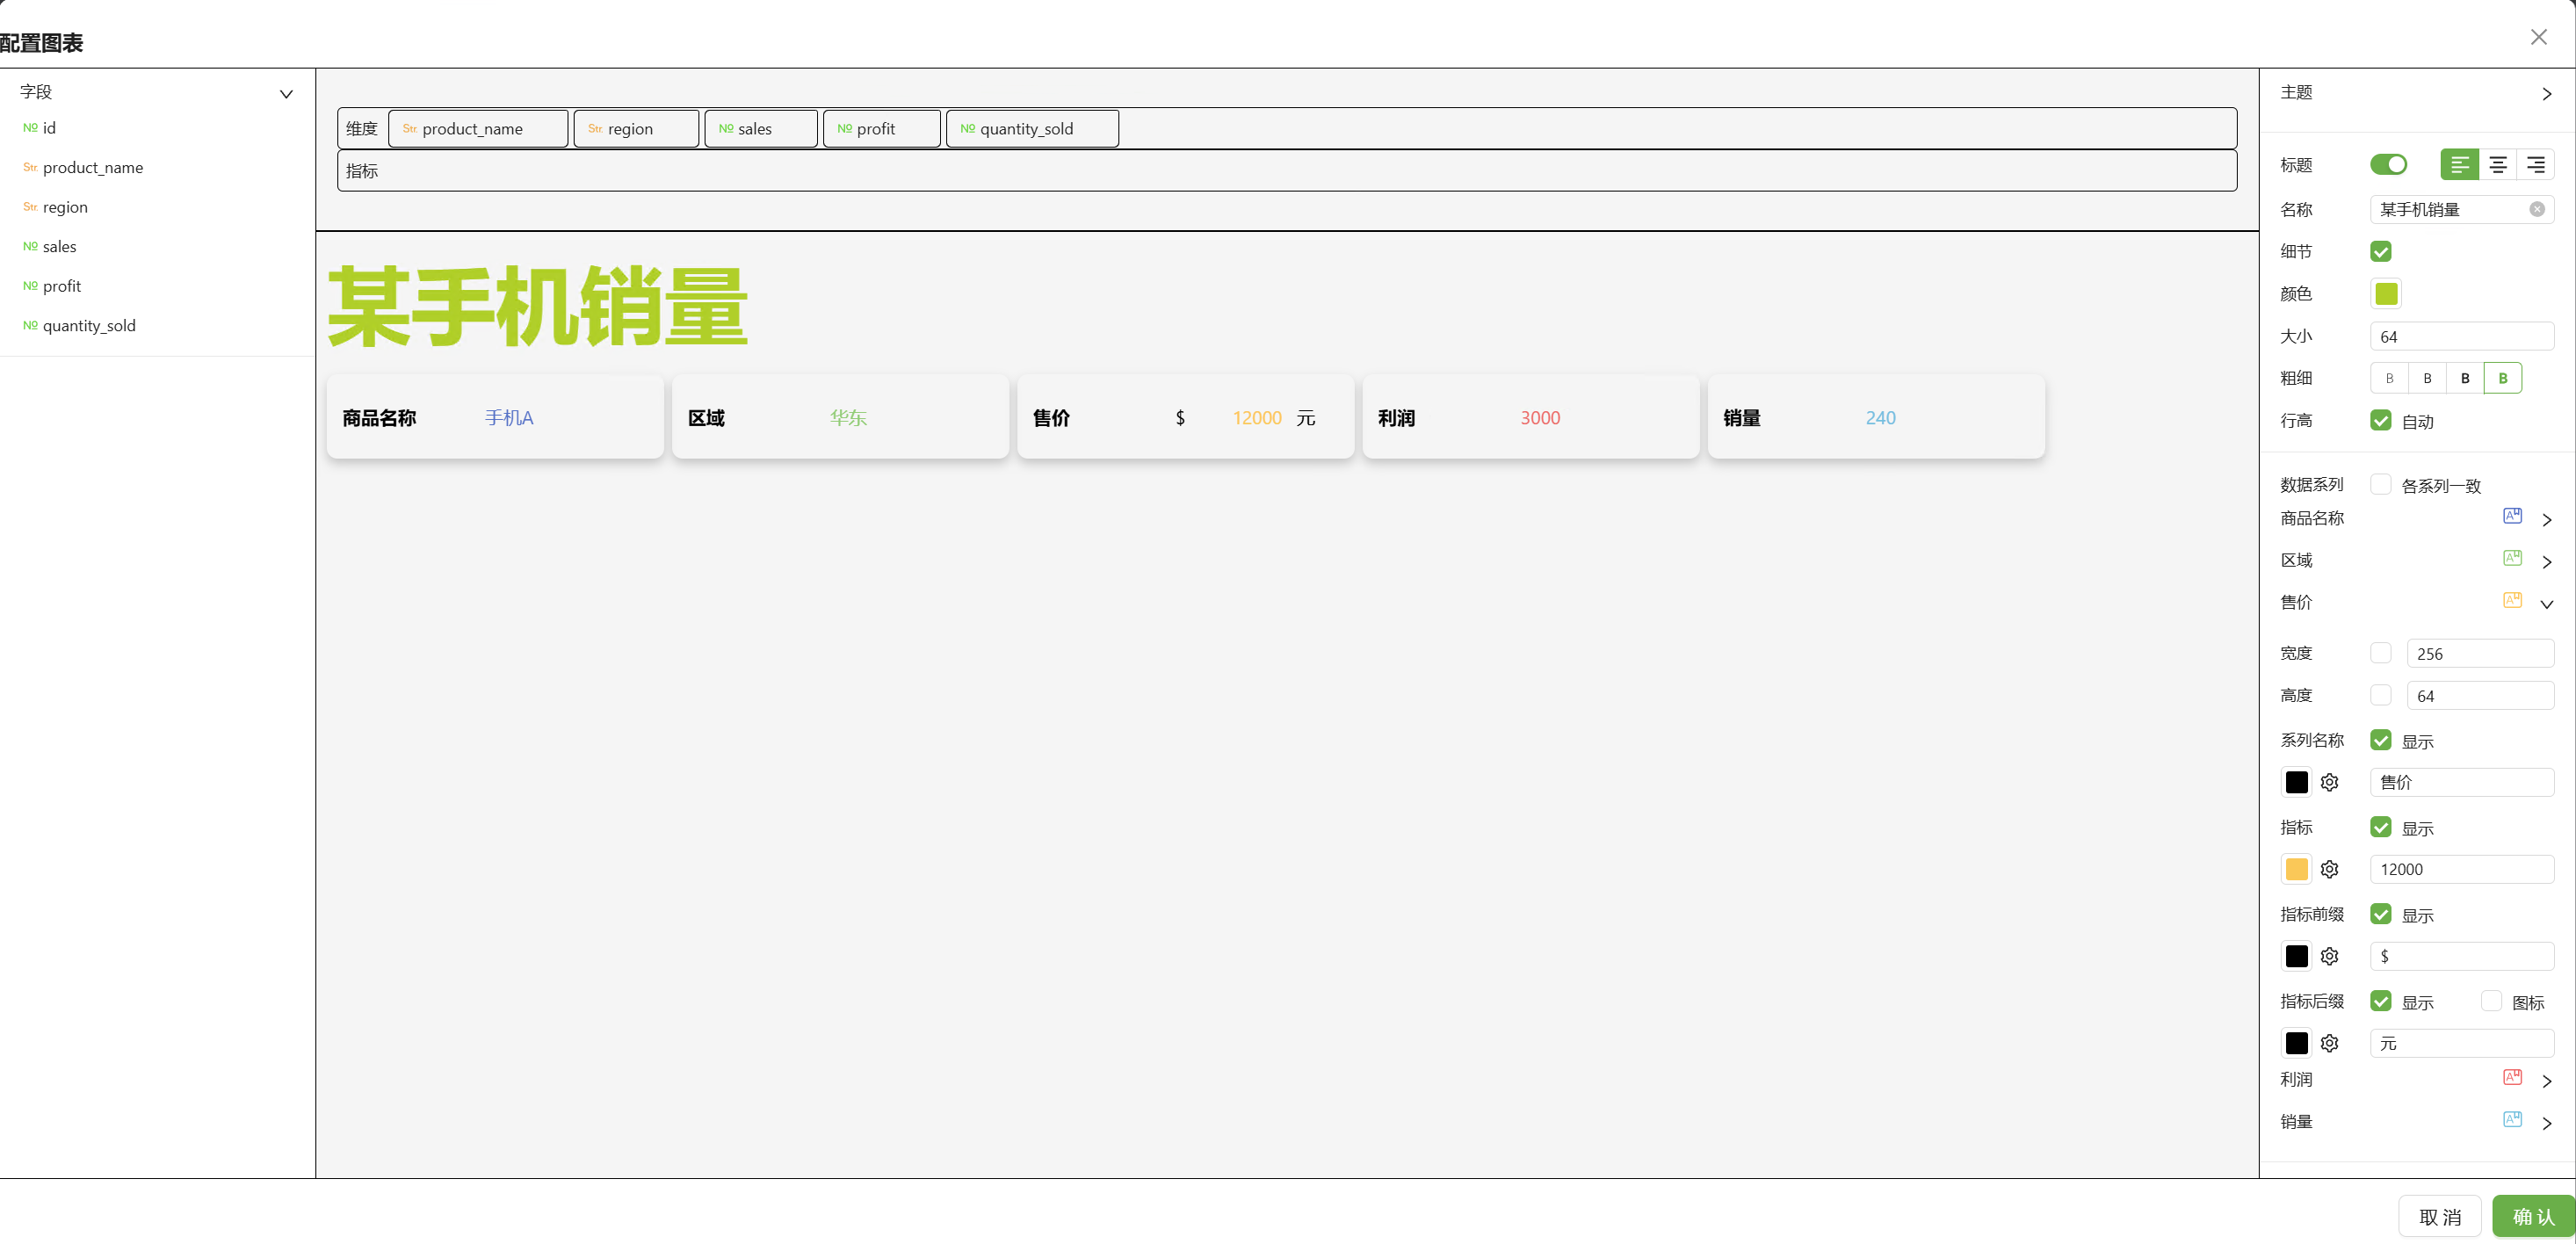 配置图表
字段
№ id
Str. product_name
Str. region
№ sales
№ profit
№ quantity_sold
维度 Str. product_name Str. region № sales № profit № quantity_sold
指标
某手机销量
商品名称 手机A 区域 华东 售价 $ 12000 元 利润 3000 销量 240
主题
标题
名称 某手机销量
细节
颜色
大小 64
粗细 B B B B
行高 自动
数据系列 各系列一致
商品名称 A
区域 A
售价 A
宽度 256
高度 64
系列名称 显示
售价
指标 显示
12000
指标前缀 显示
$
指标后缀 显示 图标
元
利润 A
销量 A
取消 确认